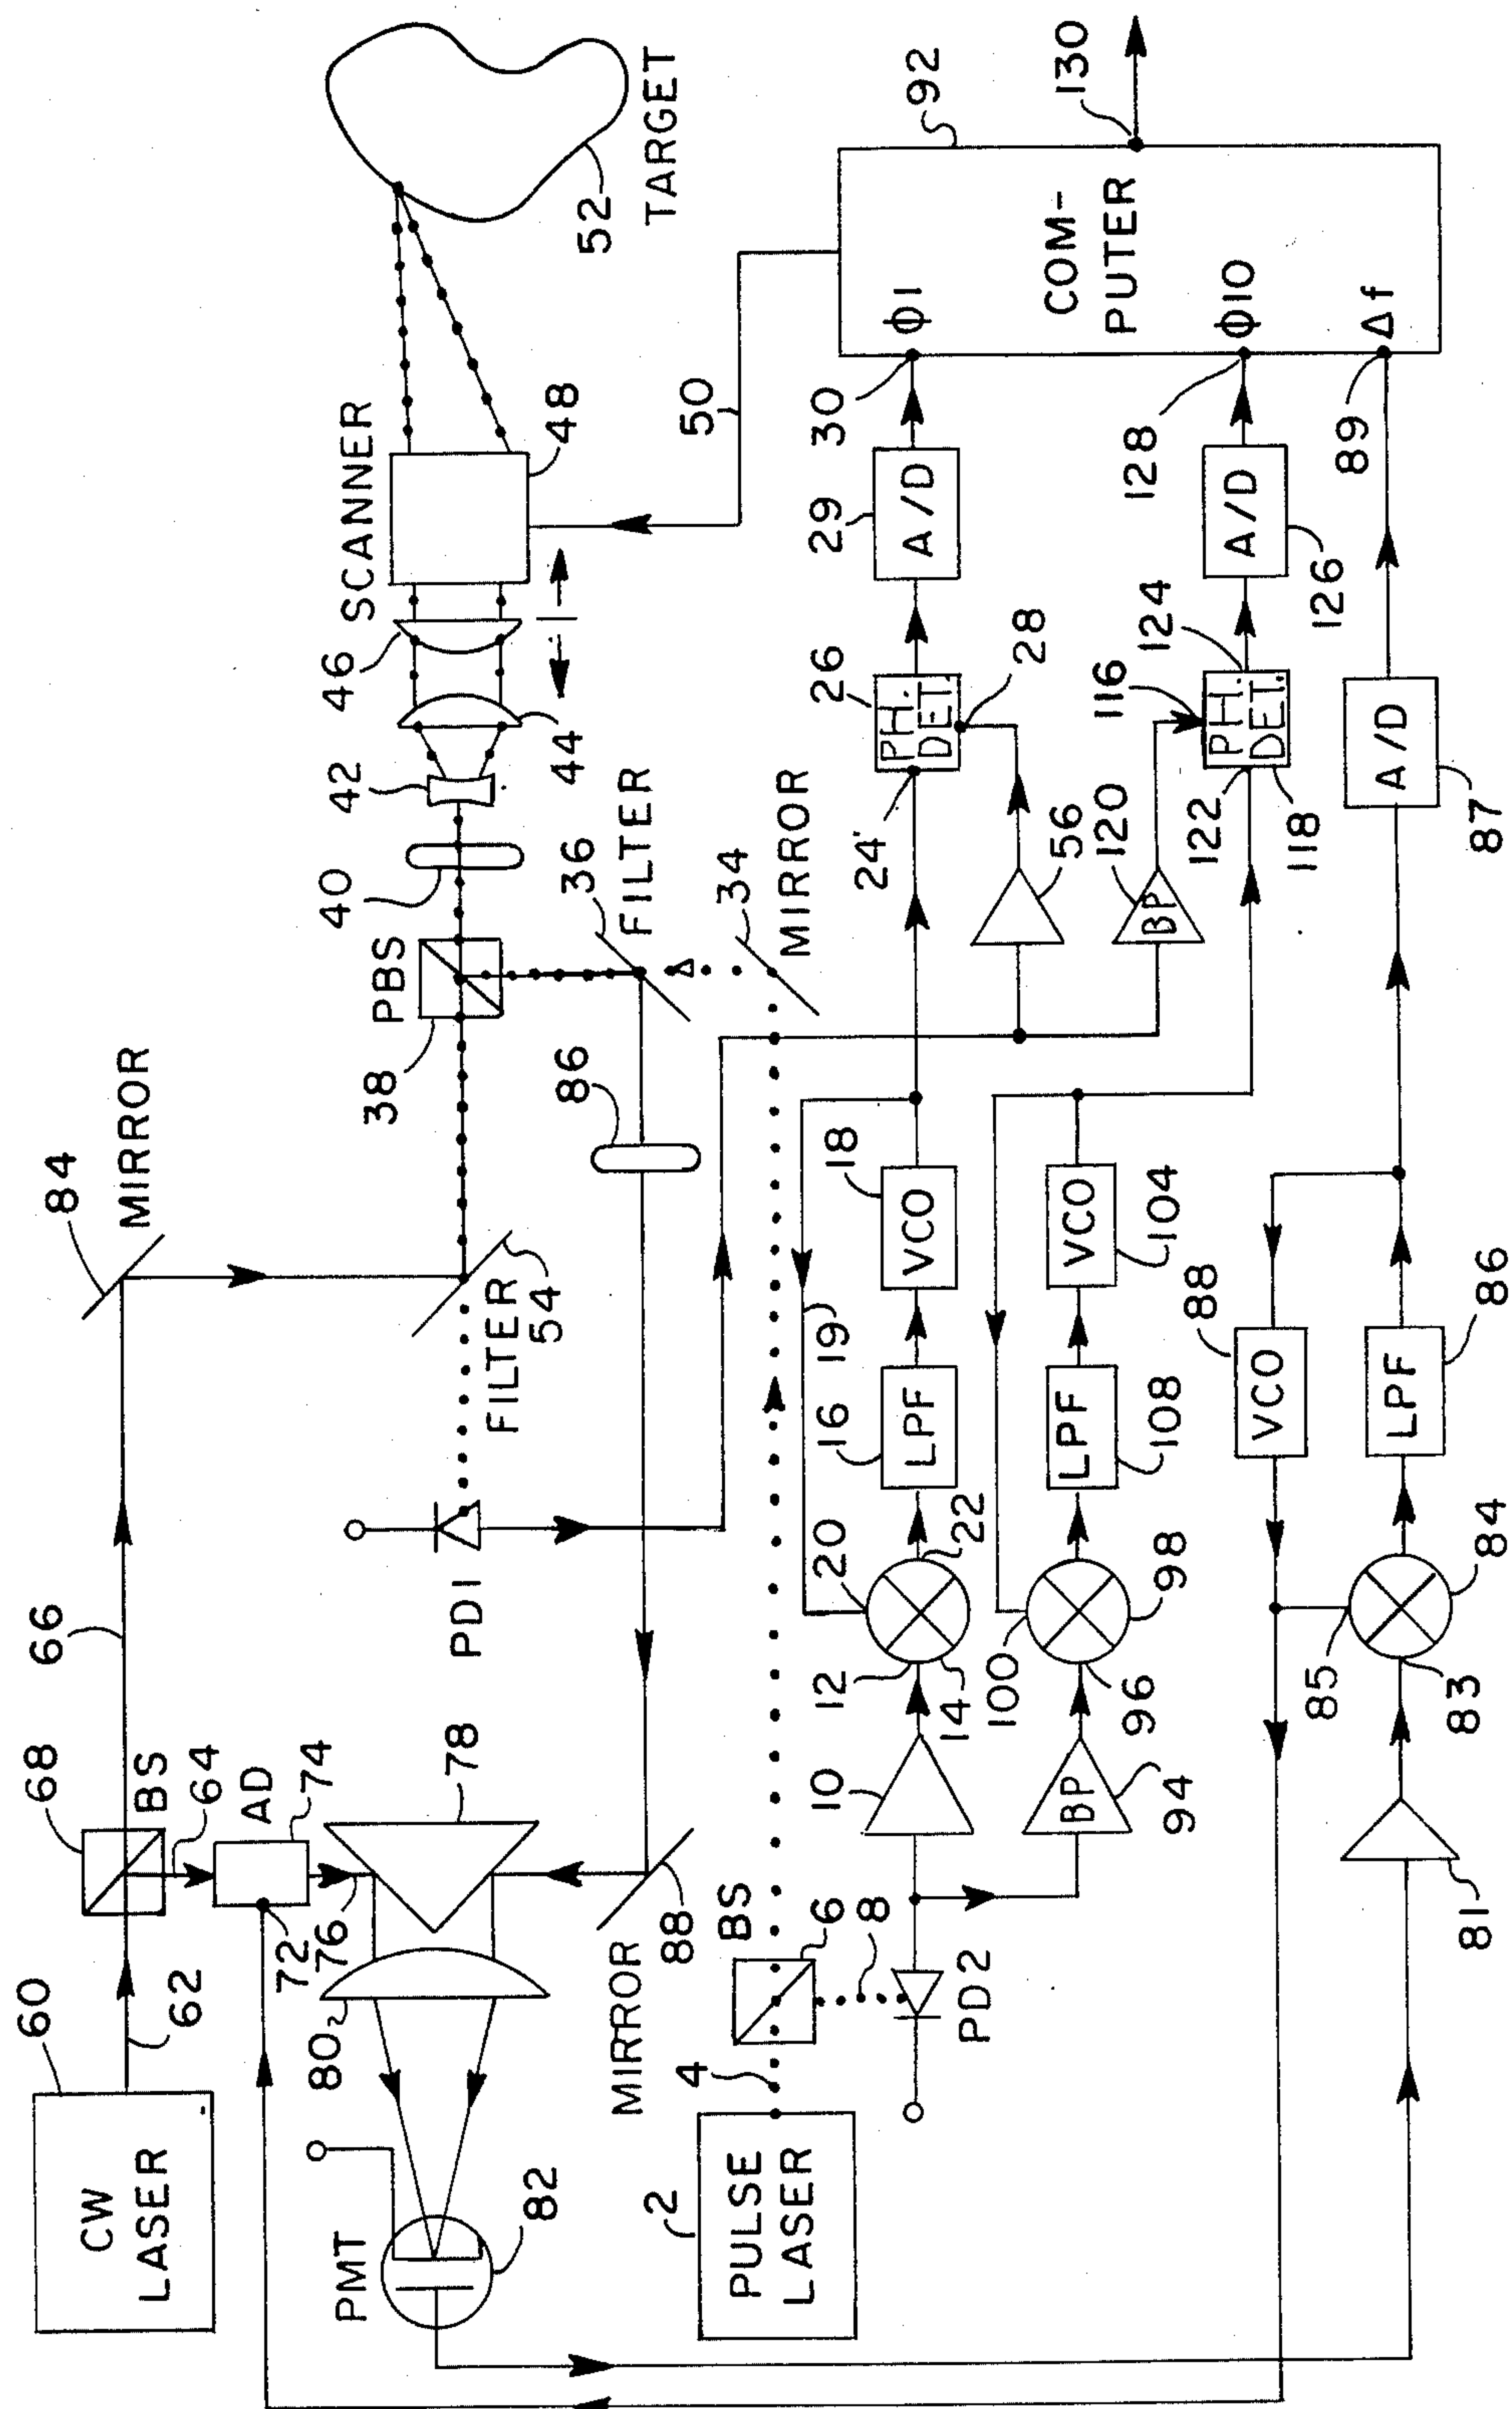 60
CW
LASER
62
68
BS
64
66
AD
74
72
76
78
80
PMT
82
84
MIRROR
MIRROR
88
PD1
FILTER
54
86
38
PBS
40
42
44
46
SCANNER
48
50
52
TARGET
36
FILTER
34
MIRROR
2
PULSE
LASER
4
BS
6
8
PD2
10
12
14
20
22
16
LPF
19
18
VCO
24'
26
PH.
DET.
28
29
A/D
30
ϕ1
92
COM-
PUTER
130
BP
94
96
98
100
LPF
108
VCO
104
56
120
BP
116
PH.
DET.
118
122
124
A/D
126
128
ϕ10
81
83
84
85
LPF
86
VCO
88
A/D
87
89
Δf